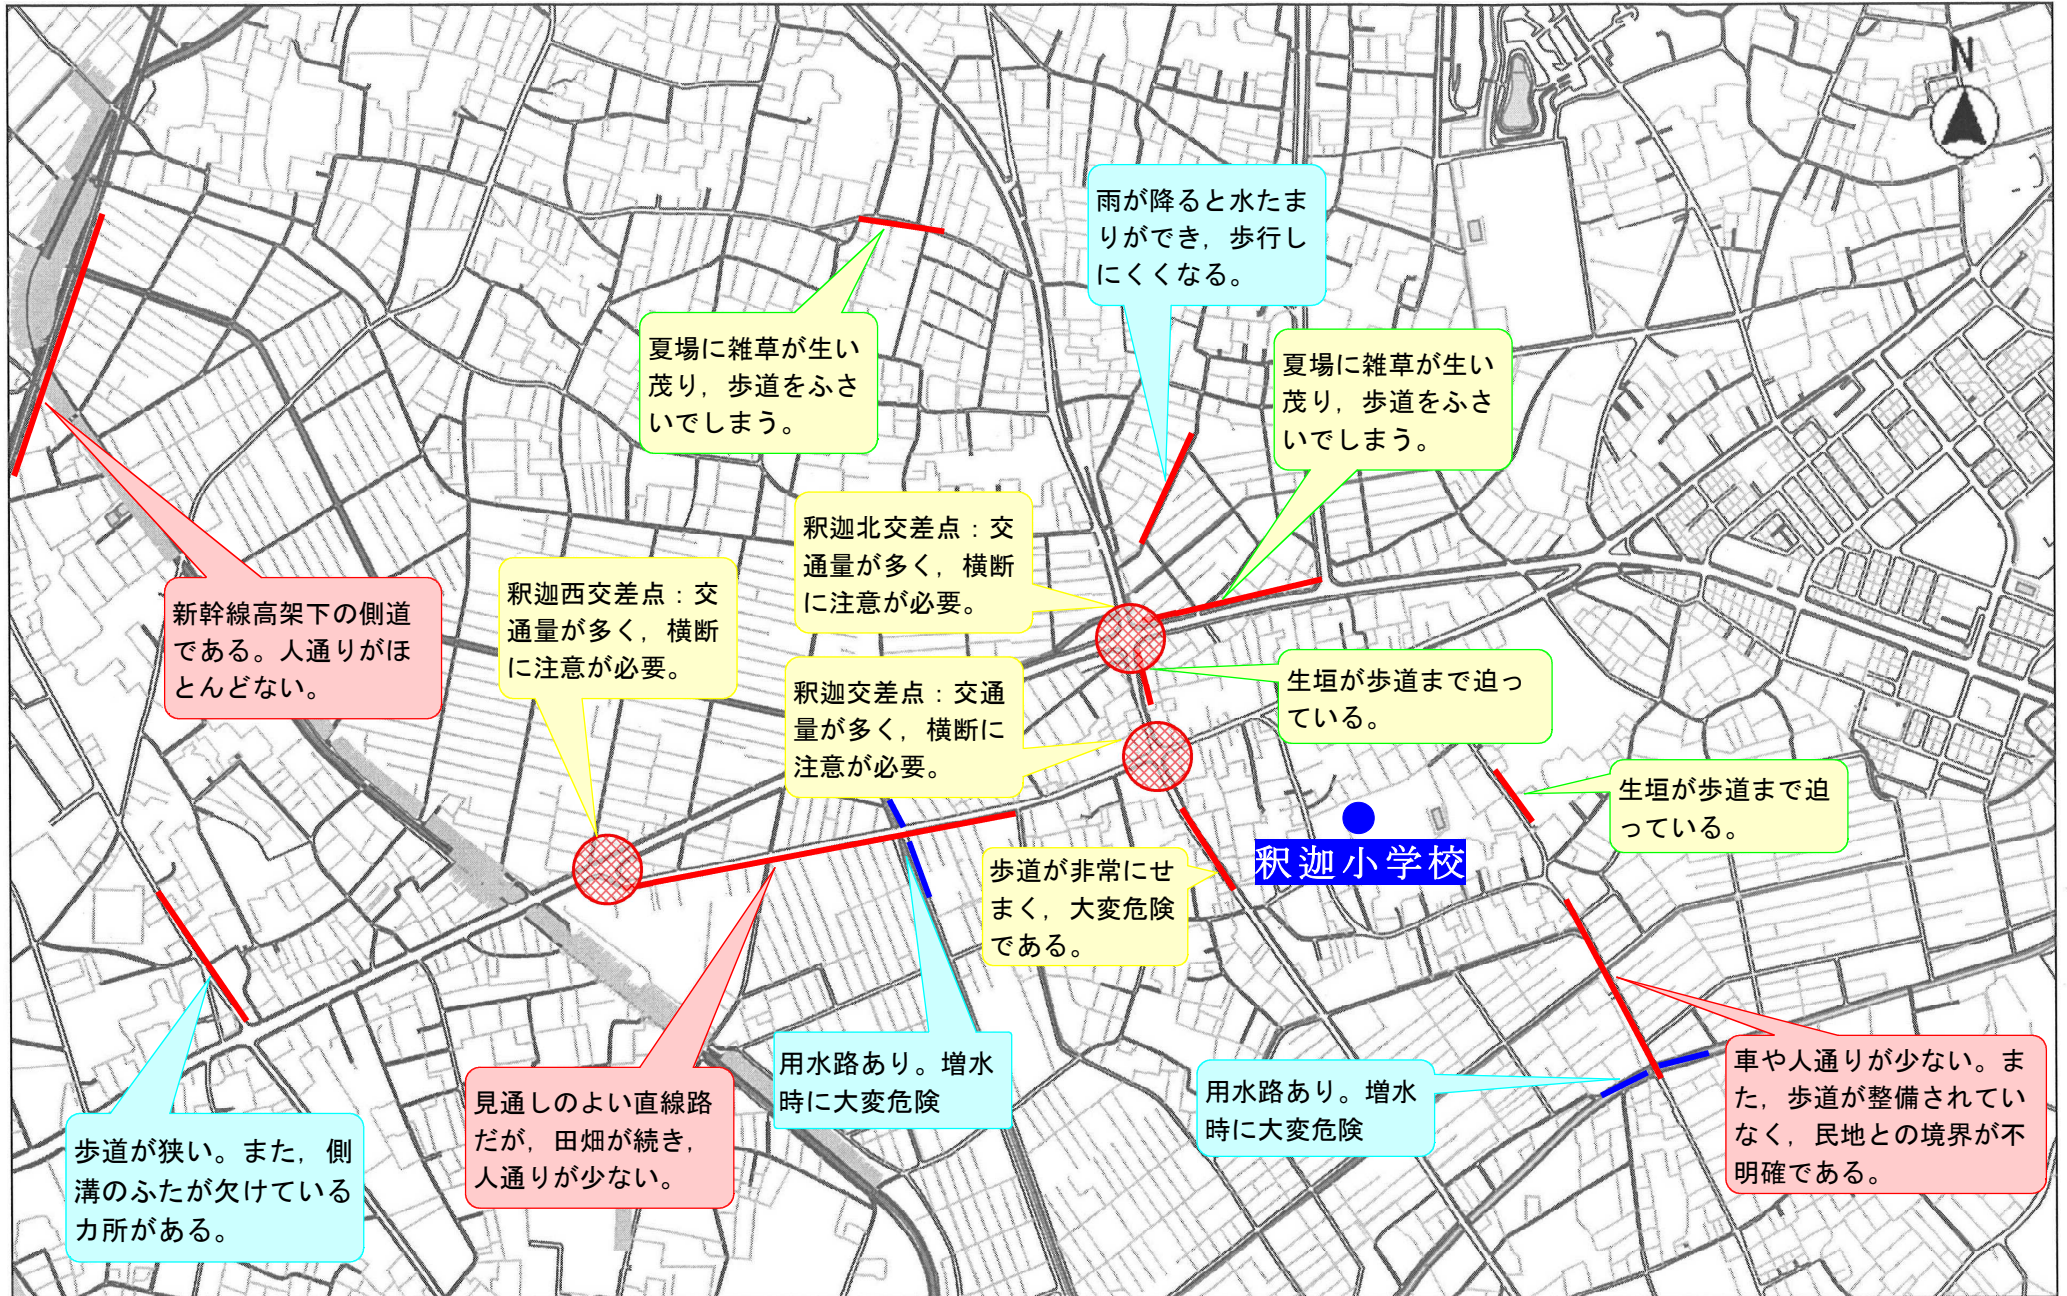 N
雨が降ると水たま
りができ，歩行し
にくくなる。
夏場に雑草が生い
茂り，歩道をふさ
いでしまう。
夏場に雑草が生い
茂り，歩道をふさ
いでしまう。
釈迦北交差点：交
通量が多く，横断
に注意が必要。
釈迦西交差点：交
通量が多く，横断
に注意が必要。
新幹線高架下の側道
である。人通りがほ
とんどない。
釈迦交差点：交通
量が多く，横断に
注意が必要。
生垣が歩道まで迫っ
ている。
生垣が歩道まで迫
っている。
釈迦小学校
歩道が非常にせ
まく，大変危険
である。
用水路あり。増水
時に大変危険
用水路あり。増水
時に大変危険
車や人通りが少ない。ま
た，歩道が整備されてい
なく，民地との境界が不
明確である。
見通しのよい直線路
だが，田畑が続き，
人通りが少ない。
歩道が狭い。また，側
溝のふたが欠けている
カ所がある。